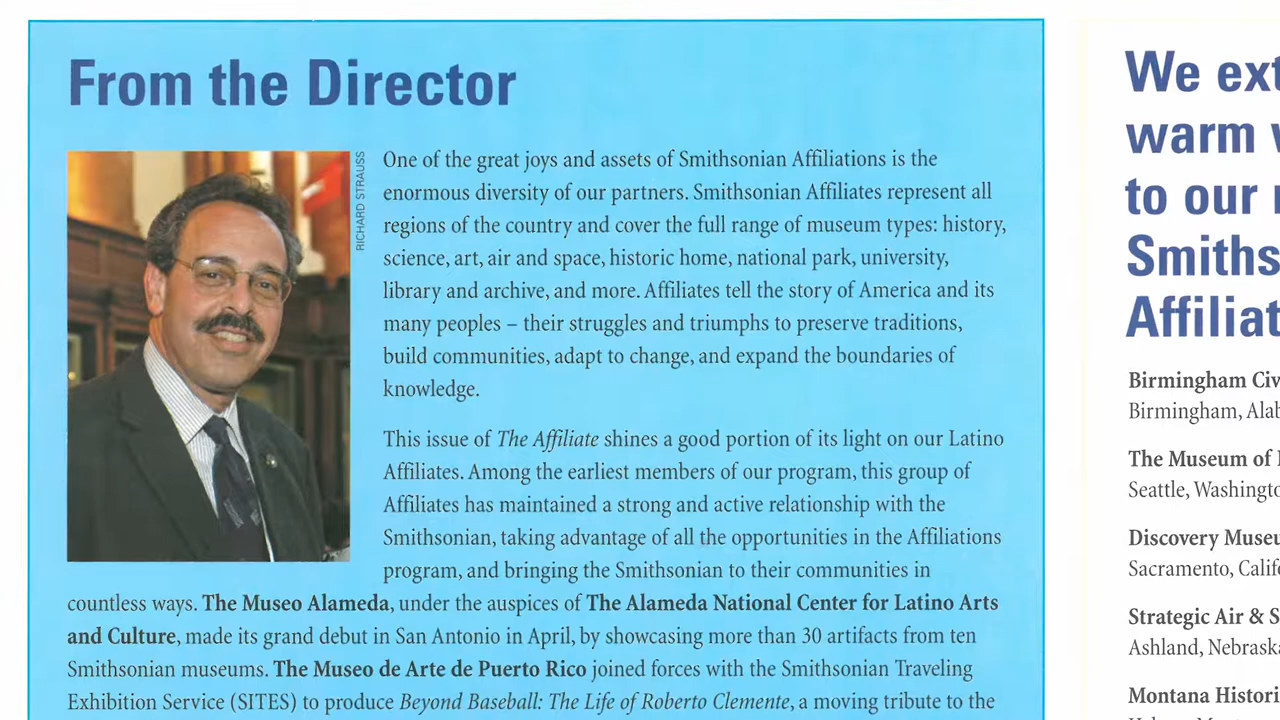 From the Director
RICHARD STRAUSS
One of the great joys and assets of Smithsonian Affiliations is the
enormous diversity of our partners. Smithsonian Affiliates represent all
regions of the country and cover the full range of museum types: history,
science, art, air and space, historic home, national park, university,
library and archive, and more. Affiliates tell the story of America and its
many peoples – their struggles and triumphs to preserve traditions,
build communities, adapt to change, and expand the boundaries of
knowledge.
This issue of The Affiliate shines a good portion of its light on our Latino
Affiliates. Among the earliest members of our program, this group of
Affiliates has maintained a strong and active relationship with the
Smithsonian, taking advantage of all the opportunities in the Affiliations
program, and bringing the Smithsonian to their communities in
countless ways. The Museo Alameda, under the auspices of The Alameda National Center for Latino Arts
and Culture, made its grand debut in San Antonio in April, by showcasing more than 30 artifacts from ten
Smithsonian museums. The Museo de Arte de Puerto Rico joined forces with the Smithsonian Traveling
Exhibition Service (SITES) to produce Beyond Baseball: The Life of Roberto Clemente, a moving tribute to the
We ext
warm
to our
Smiths
Affiliat
Birmingham Civ
Birmingham, Alab
The Museum of
Seattle, Washingto
Discovery Museu
Sacramento, Calif
Strategic Air & S
Ashland, Nebraska
Montana Histori